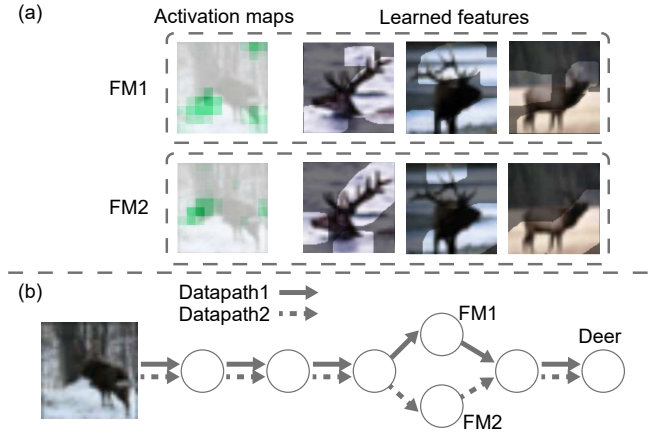 (a)
Activation maps Learned features
FM1
FM2
(b)
Datapath1
Datapath2
FM1
Deer
FM2